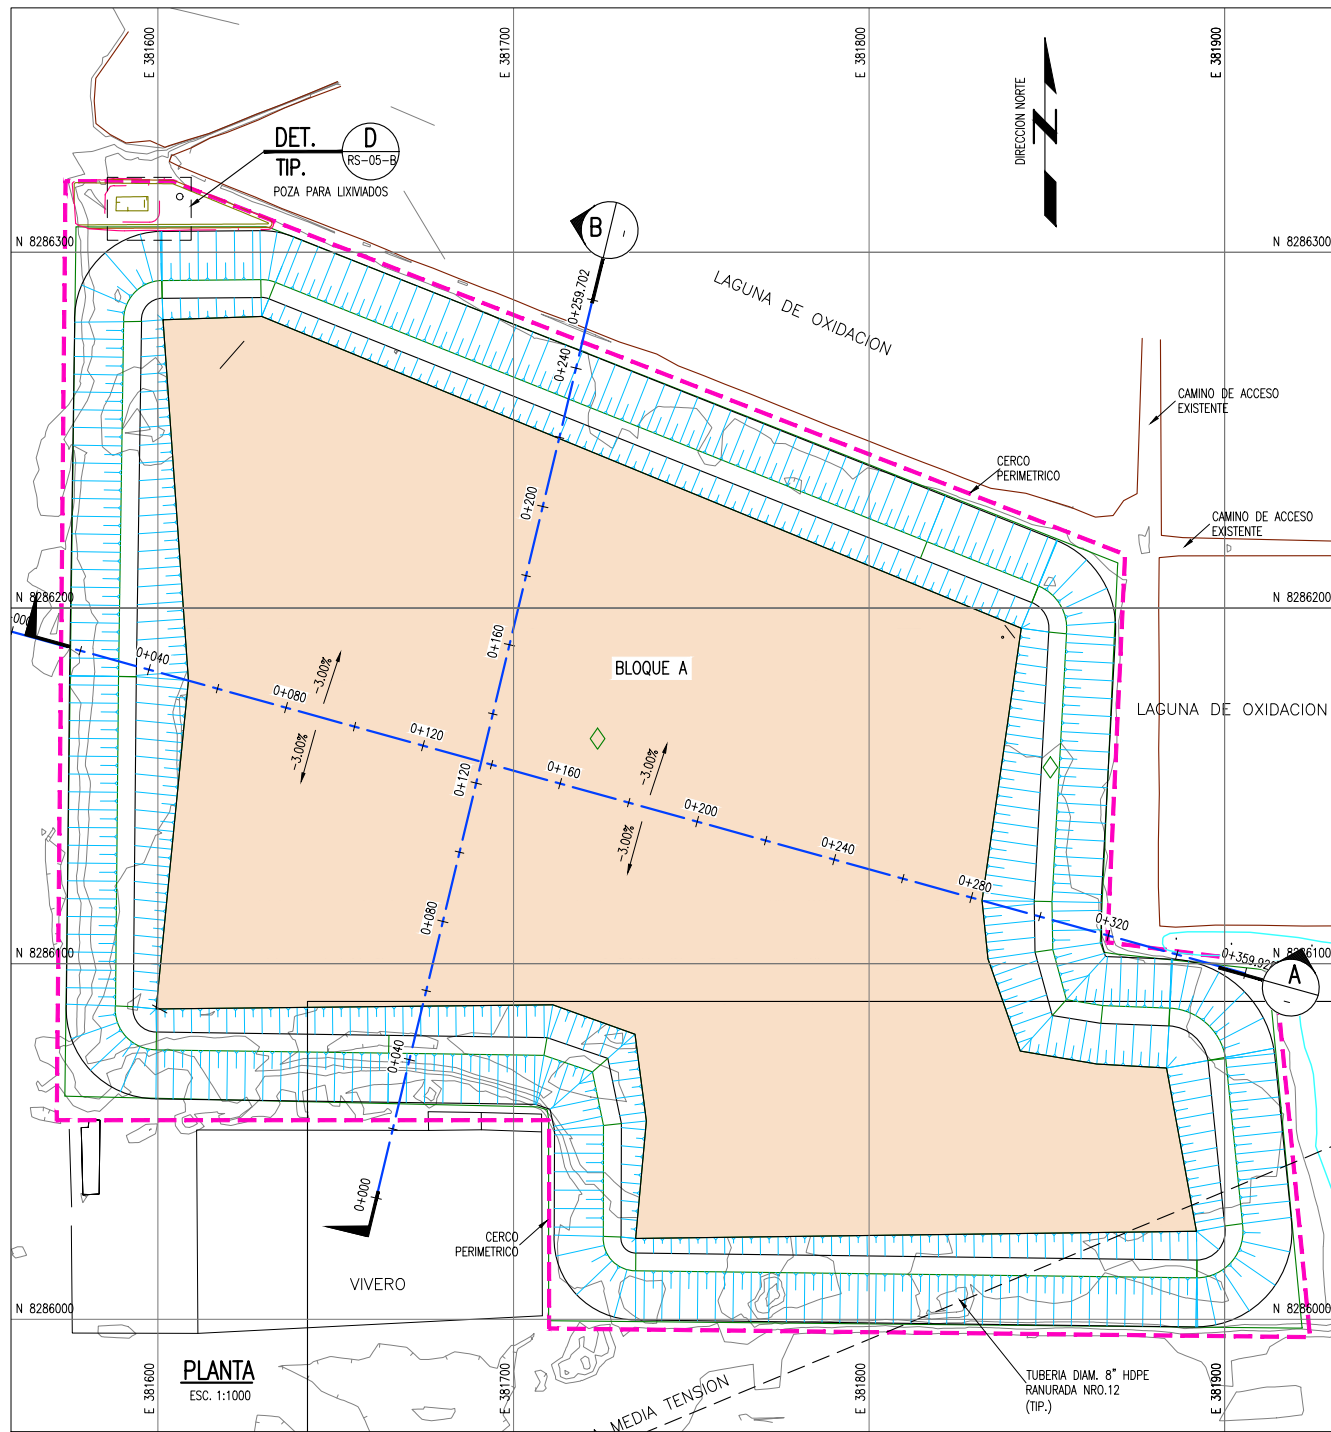 E 381600
E 381700
E 381800
E 381900
DIRECCION NORTE
N
DET.
TIP.
D
RS-05-B
POZA PARA LIXIVIADOS
B
-
N 8286300
N 8286300
0+259.702
LAGUNA DE OXIDACION
0+240
CAMINO DE ACCESO
EXISTENTE
CERCO
PERIMETRICO
0+200
CAMINO DE ACCESO
EXISTENTE
N 8286200
N 8286200
0+160
0+040
BLOQUE A
-3.00%
0+080
LAGUNA DE OXIDACION
0+120
-3.00%
-3.00%
0+120
0+160
0+200
-3.00%
0+240
0+280
0+080
0+320
N 8286100
N 8286100
A
-
0+040
0+000
CERCO
PERIMETRICO
VIVERO
N 8286000
N 8286000
PLANTA
ESC. 1:1000
TUBERIA DIAM. 8" HDPE
RANURADA NRO.12
(TIP.)
MEDIA TENSION
E 381600
E 381700
E 381800
E 381900